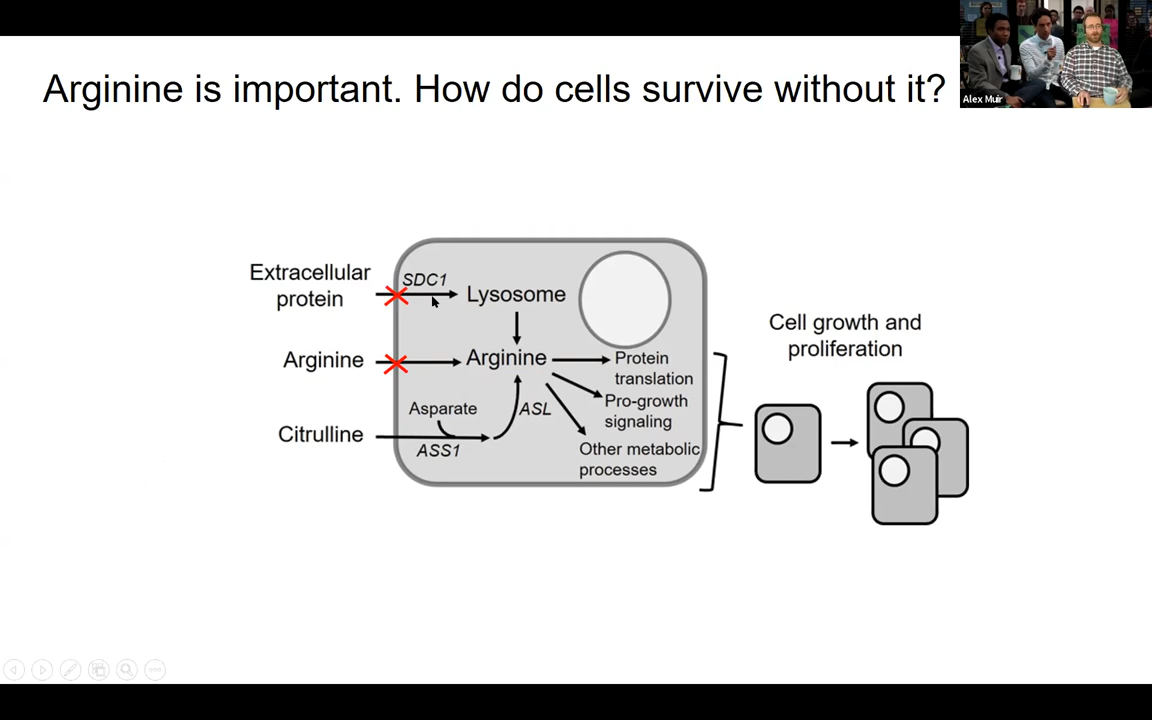 Arginine is important. How do cells survive without it?
Alex Muir
Extracellular
protein
SDC1
Lysosome
Arginine
Arginine
Protein
translation
Pro-growth
signaling
Other metabolic
processes
Asparate
ASL
Citrulline
ASS1
Cell growth and
proliferation